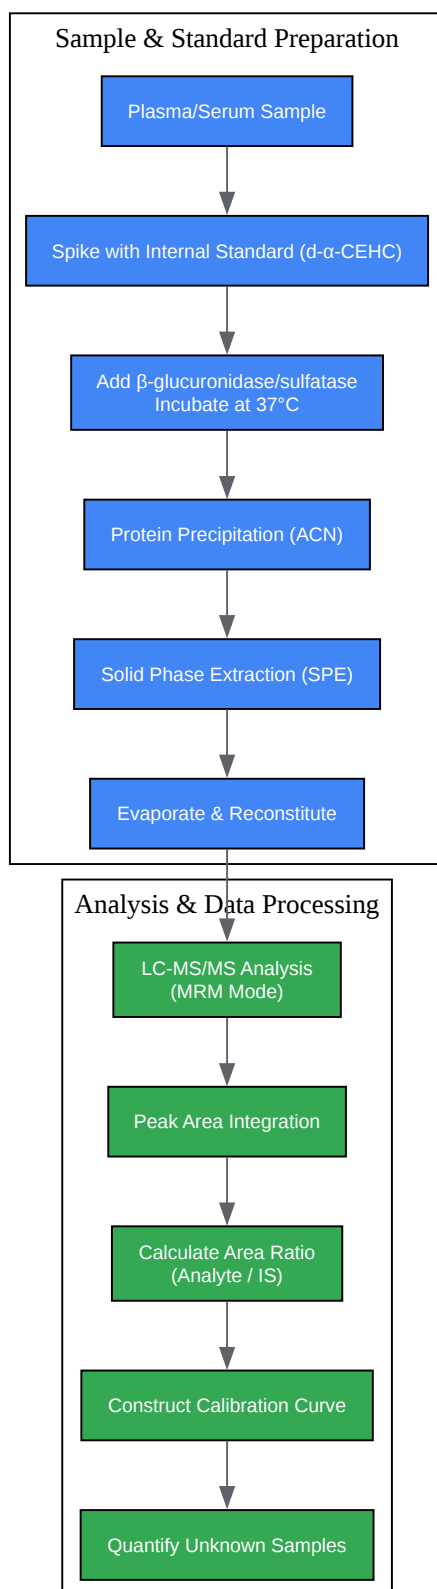 Sample & Standard Preparation
Plasma/Serum Sample
Spike with Internal Standard (d-α-CEHC)
Add β-glucuronidase/sulfatase
Incubate at 37°C
Protein Precipitation (ACN)
Solid Phase Extraction (SPE)
Evaporate & Reconstitute
Analysis & Data Processing
LC-MS/MS Analysis
(MRM Mode)
Peak Area Integration
Calculate Area Ratio
(Analyte / IS)
Construct Calibration Curve
Quantify Unknown Samples